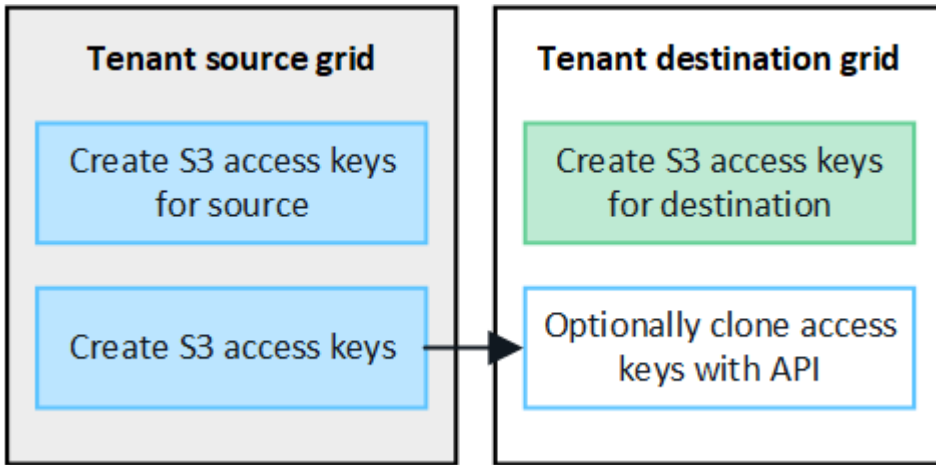 Tenant source grid
Create S3 access keys
for source
Create S3 access keys
Tenant destination grid
Create S3 access keys
for destination
Optionally clone access
keys with API